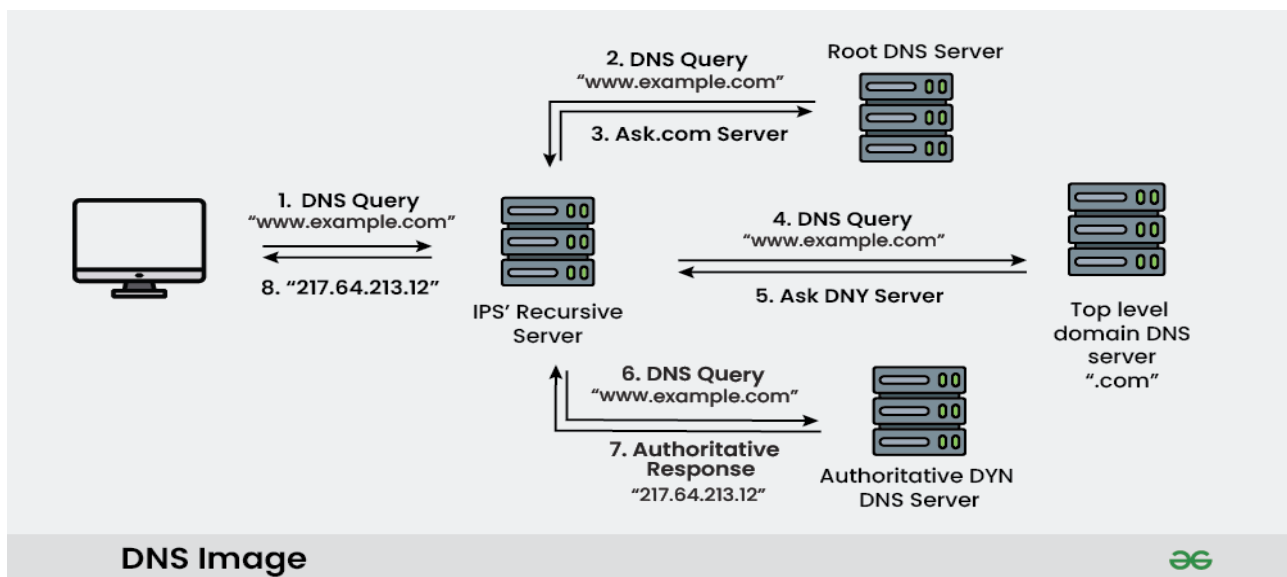 2. DNS Query
“www.example.com”
3. Ask.com Server
Root DNS Server
1. DNS Query
“www.example.com”
8. “217.64.213.12”
IPS’ Recursive
Server
4. DNS Query
“www.example.com”
5. Ask DNY Server
Top level
domain DNS
server
“.com”
6. DNS Query
“www.example.com”
7. Authoritative
Response
“217.64.213.12”
Authoritative DYN
DNS Server
DNS Image